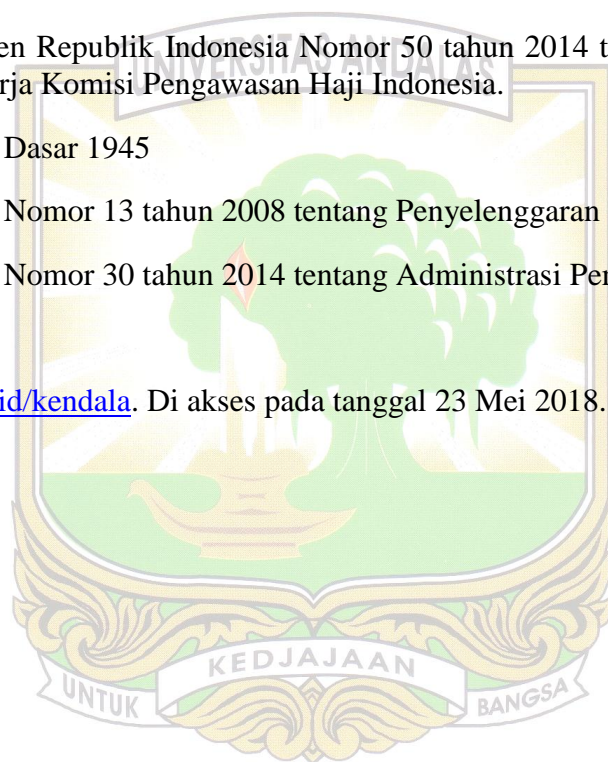 en Republik Indonesia Nomor 50 tahun 2014 t
rja Komisi Pengawasan Haji Indonesia.
UNIVERSITAS ANDALAS
Dasar 1945
Nomor 13 tahun 2008 tentang Penyelenggaran
Nomor 30 tahun 2014 tentang Administrasi Per
id/kendala. Di akses pada tanggal 23 Mei 2018.
UNTUK KEDJAJAAN BANGSA